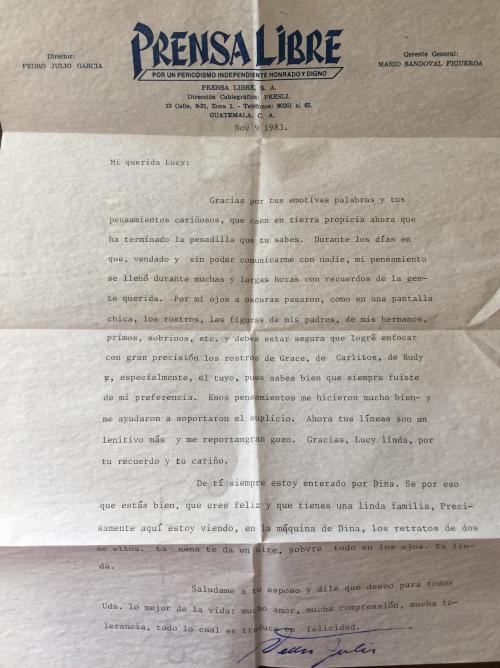 Director:
PEDRO JULIO GARCIA
PRENSA LIBRE
POR UN PERIODISMO INDEPENDIENTE HONRADO Y DIGNO
Gerente General:
MARIO SANDOVAL FIGUEROA
PRENSA LIBRE, S. A.
Dirección Cablegráfica: PRESLI.
13 Calle, 9-31, Zona 1. - Teléfonos: 80261 al 65.
GUATEMALA, C. A.
Nov 9 1983.
Mi querida Lucy:
Gracias por tus emotivas palabras y tus
pensamientos cariñosos, que caen en tierra propicia ahora que
ha terminado la pesadilla que tu sabes. Durante los días en
que, vendado y sin poder comunicarme con nadie, mi pensamiento
se llenó durante muchas y largas horas con recuerdos de la gen-
te querida. Por mi ojos a oscuras pasaron, como en una pantalla
chica, los rostros, las figuras de mis padres, de mis hermanos,
primos, sobrinos, etc. y debes estar segura que logré enfocar
con gran precisión los rostros de Grace, de Carlitos, de Rudy
y, especialmente, el tuyo, pues sabes bien que siempre fuiste
de mi preferencia. Esos pensamientos me hicieron mucho bien- y
me ayudaron a soportaron el suplicio. Ahora tus líneas son un
lenitivo más y me reportangran gozo. Gracias, Lucy linda, por
tu recuerdo y tu cariño.
De tí siempre estoy enterado por Dina. Se por eso
que estás bien, que eres feliz y que tienes una linda familia, Preci-
samente aquí estoy viendo, en la máquina de Dina, los retratos de dos
de ellos. La nena te da un aire, sobvre todo en los ojos. Es lin-
da.
Saludame a tu esposo y dile que deseo para todos
Uds. lo mejor de la vida: mucho amor, mucha comprensión, mucha to-
lerancia, todo lo cual se traduce en felicidad.
Pedro Julio